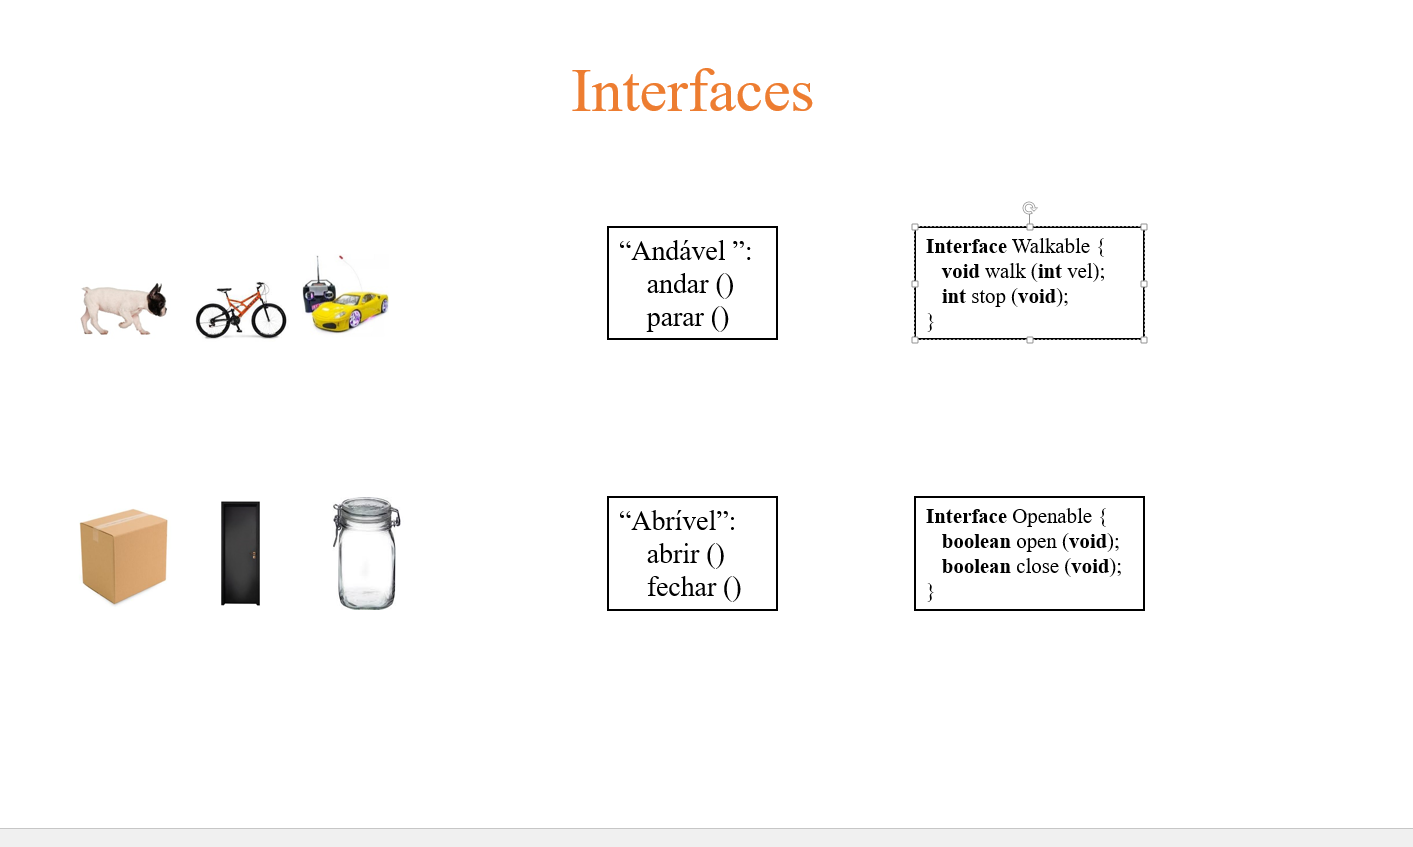 Interfaces
“Andável ”:
andar ()
parar ()
Interface Walkable {
void walk (int vel);
int stop (void);
}
“Abrível”:
abrir ()
fechar ()
Interface Openable {
boolean open (void);
boolean close (void);
}